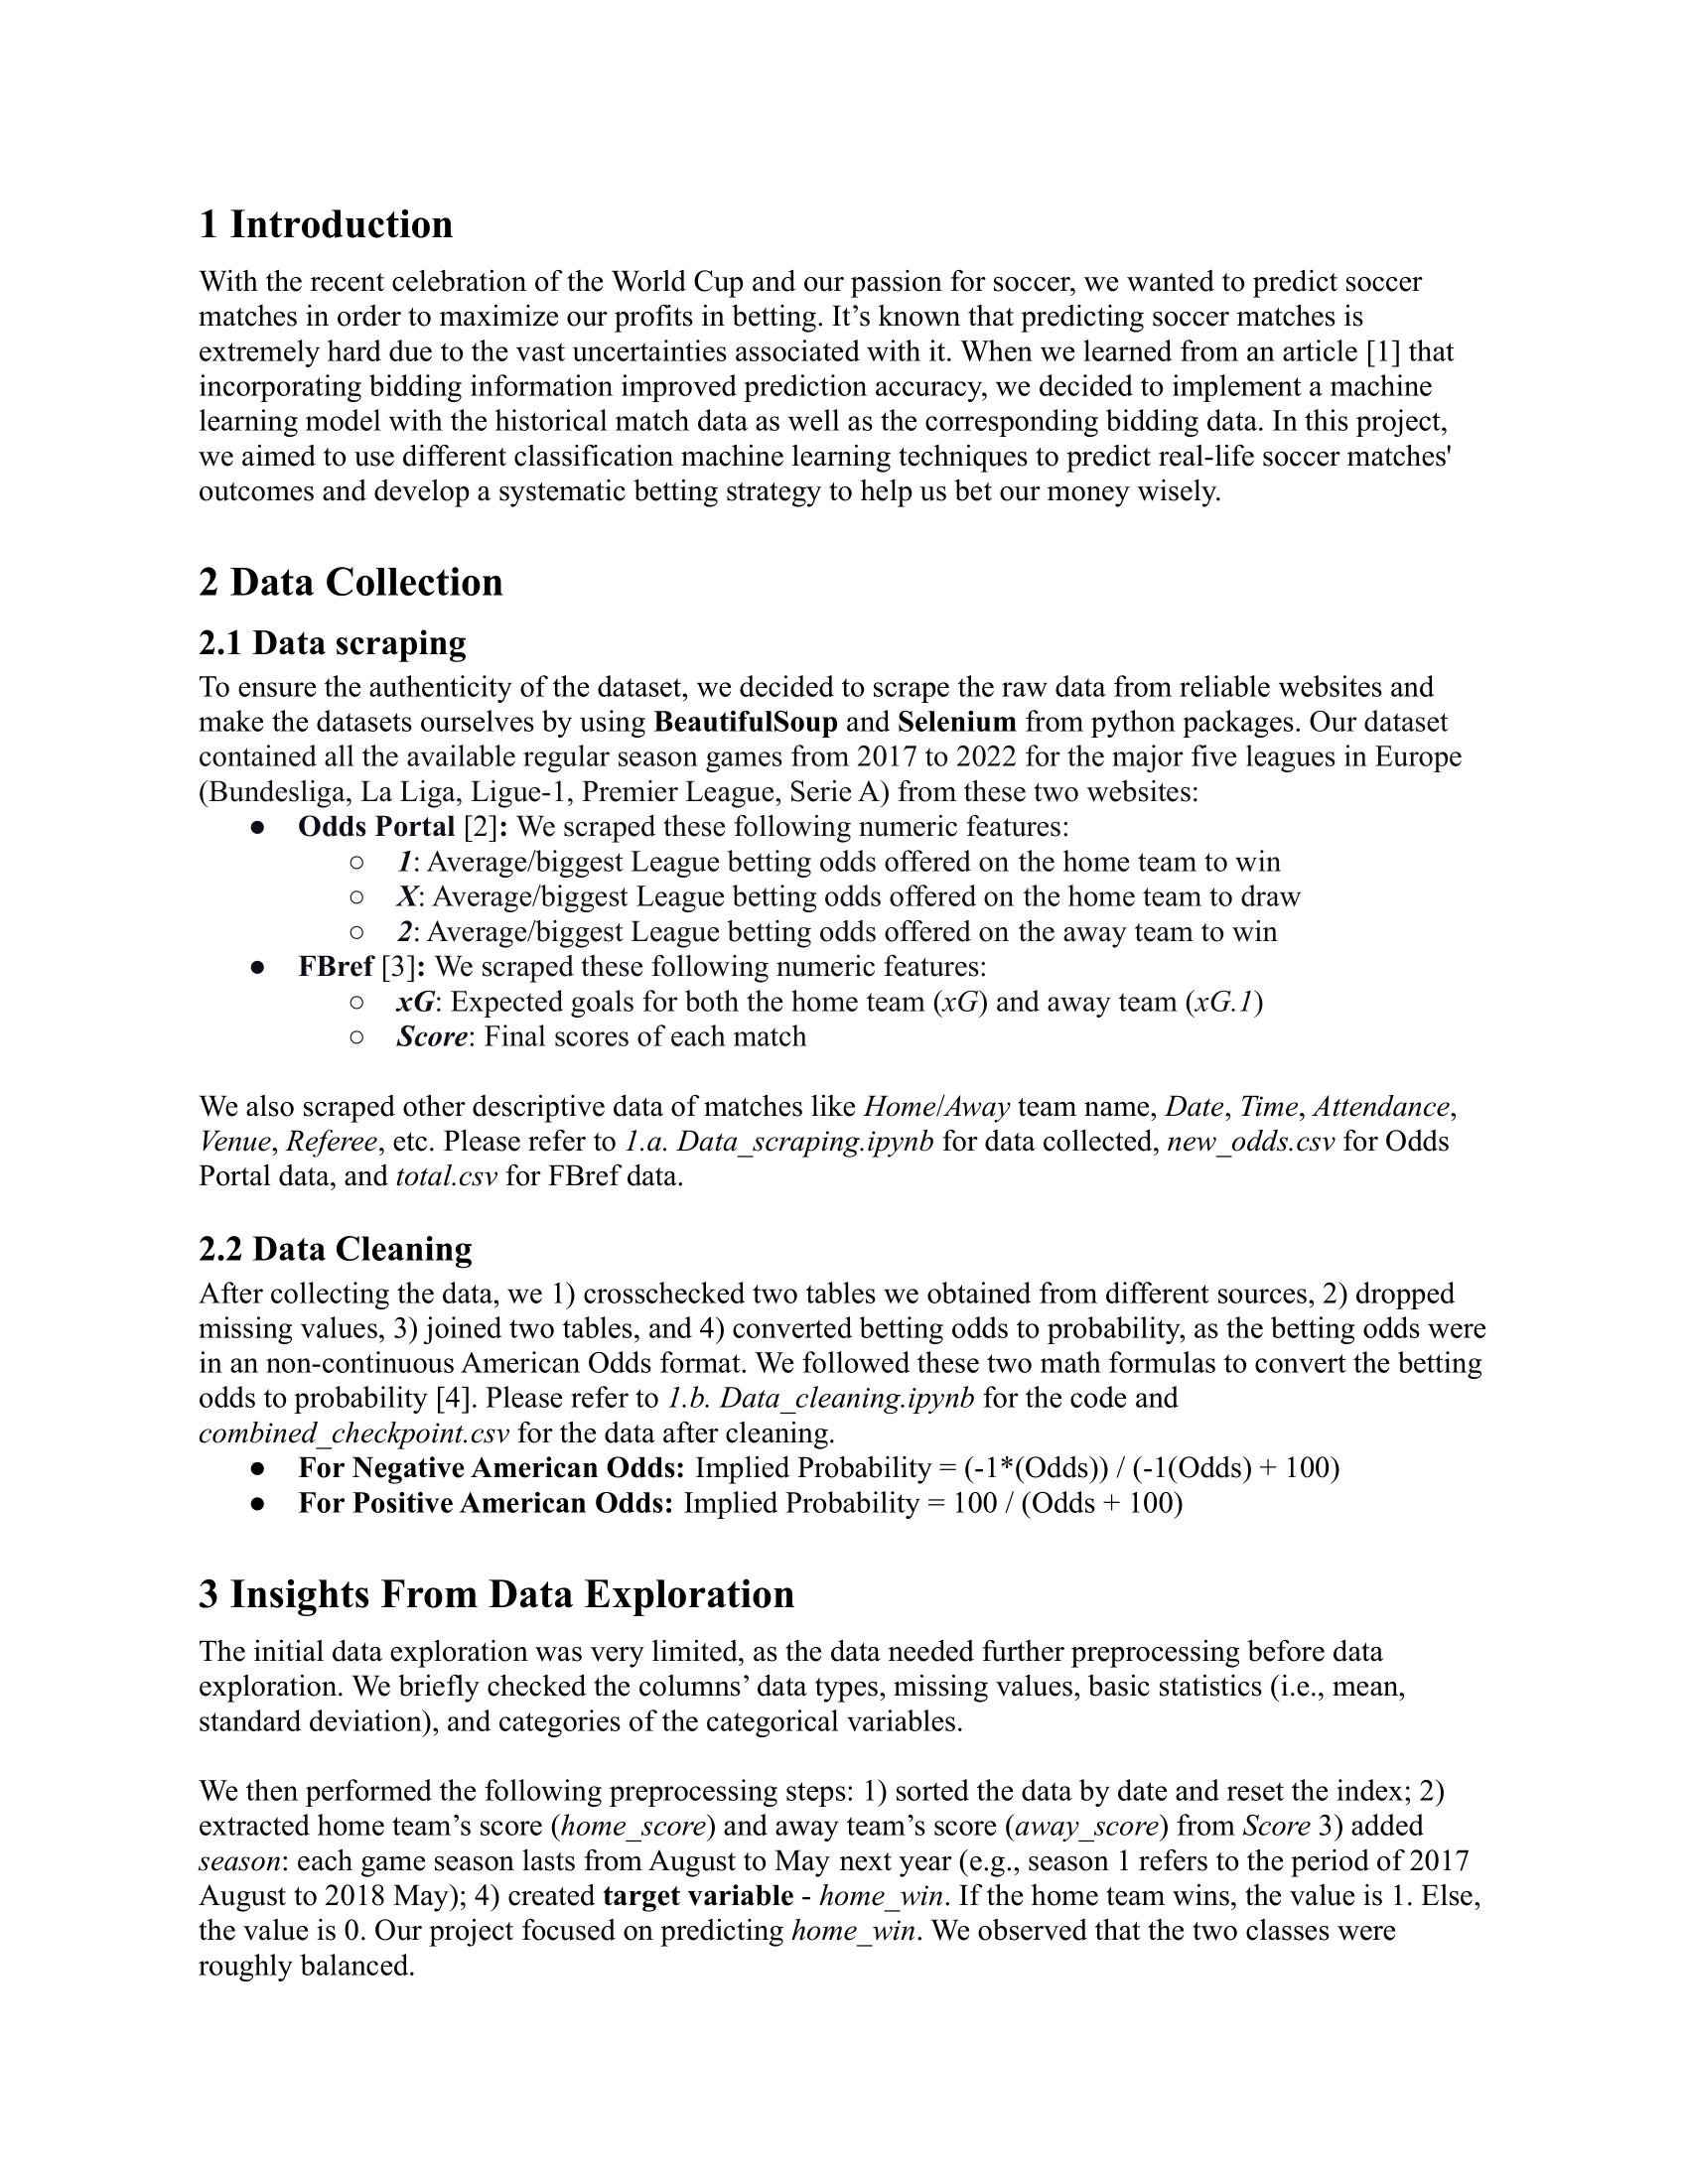 1 Introduction
With the recent celebration of the World Cup and our passion for soccer, we wanted to predict soccer
matches in order to maximize our profits in betting. It’s known that predicting soccer matches is
extremely hard due to the vast uncertainties associated with it. When we learned from an article [1] that
incorporating bidding information improved prediction accuracy, we decided to implement a machine
learning model with the historical match data as well as the corresponding bidding data. In this project,
we aimed to use different classification machine learning techniques to predict real-life soccer matches'
outcomes and develop a systematic betting strategy to help us bet our money wisely.
2 Data Collection
2.1 Data scraping
To ensure the authenticity of the dataset, we decided to scrape the raw data from reliable websites and
make the datasets ourselves by using BeautifulSoup and Selenium from python packages. Our dataset
contained all the available regular season games from 2017 to 2022 for the major five leagues in Europe
(Bundesliga, La Liga, Ligue-1, Premier League, Serie A) from these two websites:
● Odds Portal [2]: We scraped these following numeric features:
○ 1: Average/biggest League betting odds offered on the home team to win
○ X: Average/biggest League betting odds offered on the home team to draw
○ 2: Average/biggest League betting odds offered on the away team to win
● FBref [3]: We scraped these following numeric features:
○ xG: Expected goals for both the home team (xG) and away team (xG.1)
○ Score: Final scores of each match
We also scraped other descriptive data of matches like Home/Away team name, Date, Time, Attendance,
Venue, Referee, etc. Please refer to 1.a. Data_scraping.ipynb for data collected, new_odds.csv for Odds
Portal data, and total.csv for FBref data.
2.2 Data Cleaning
After collecting the data, we 1) crosschecked two tables we obtained from different sources, 2) dropped
missing values, 3) joined two tables, and 4) converted betting odds to probability, as the betting odds were
in an non-continuous American Odds format. We followed these two math formulas to convert the betting
odds to probability [4]. Please refer to 1.b. Data_cleaning.ipynb for the code and
combined_checkpoint.csv for the data after cleaning.
● For Negative American Odds: Implied Probability = (-1*(Odds)) / (-1(Odds) + 100)
● For Positive American Odds: Implied Probability = 100 / (Odds + 100)
3 Insights From Data Exploration
The initial data exploration was very limited, as the data needed further preprocessing before data
exploration. We briefly checked the columns’ data types, missing values, basic statistics (i.e., mean,
standard deviation), and categories of the categorical variables.
We then performed the following preprocessing steps: 1) sorted the data by date and reset the index; 2)
extracted home team’s score (home_score) and away team’s score (away_score) from Score 3) added
season: each game season lasts from August to May next year (e.g., season 1 refers to the period of 2017
August to 2018 May); 4) created target variable - home_win. If the home team wins, the value is 1. Else,
the value is 0. Our project focused on predicting home_win. We observed that the two classes were
roughly balanced.